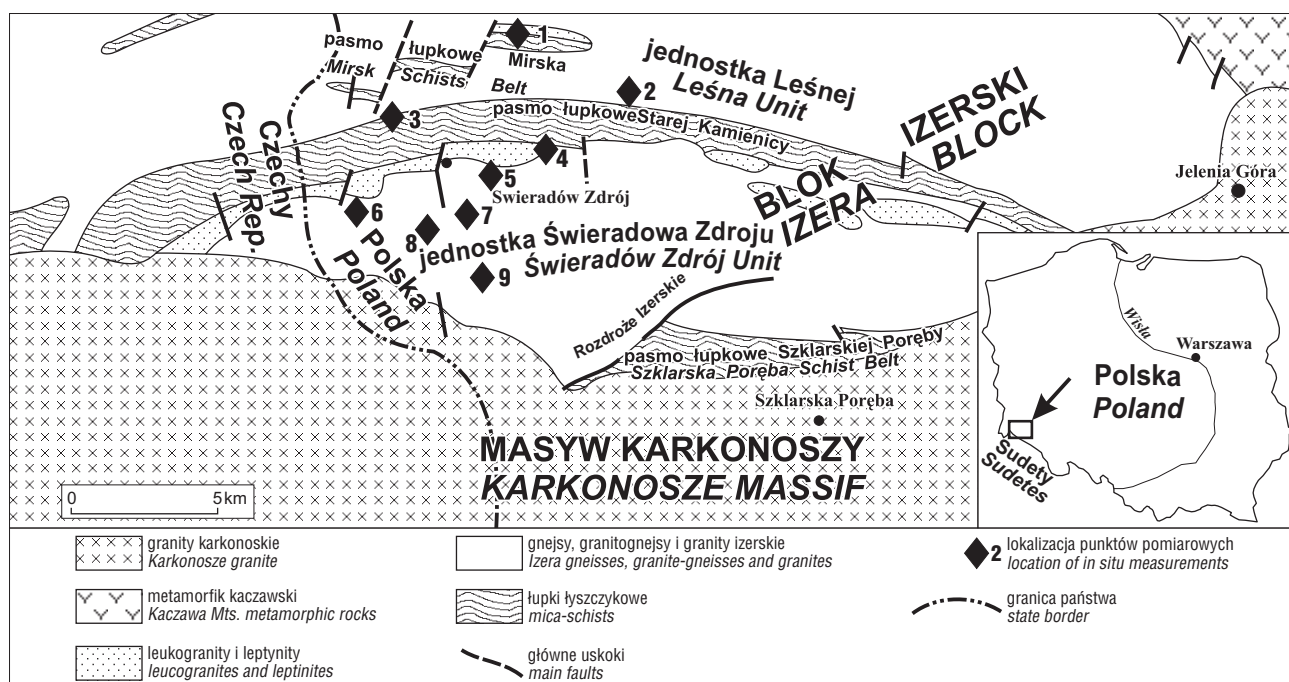 pasmo
Mirsk
łupkowe
Schists
Mirska
Belt
1
jednostka Leśnej
Leśna Unit
2
pasmo łupkowe Starej Kamienicy
3
IZERSKI
BLOCK
Jelenia Góra
Czech Rep.
Czechy
4
5
Swieradów Zdrój
BLOK
IZERA
6
7
8
jednostka Świeradowa Zdroju
Świeradów Zdrój Unit
9
Polska
Poland
Rozdroże Izerskie
pasmo łupkowe Szklarskiej Poręby
Szklarska Poręba Schist Belt
Szklarska Poręba
MASYW KARKONOSZY
KARKONOSZE MASSIF
0 5 km
Wisła
Warszawa
Polska
Poland
Sudety
Sudetes
granity karkonoskie
Karkonosze granite
metamorfik kaczawski
Kaczawa Mts. metamorphic rocks
leukogranity i leptynity
leucogranites and leptinites
gnejsy, granitognejsy i granity izerskie
Izera gneisses, granite-gneisses and granites
łupki łyszczykowe
mica-schists
główne uskoki
main faults
2
lokalizacja punktów pomiarowych
location of in situ measurements
granica państwa
state border